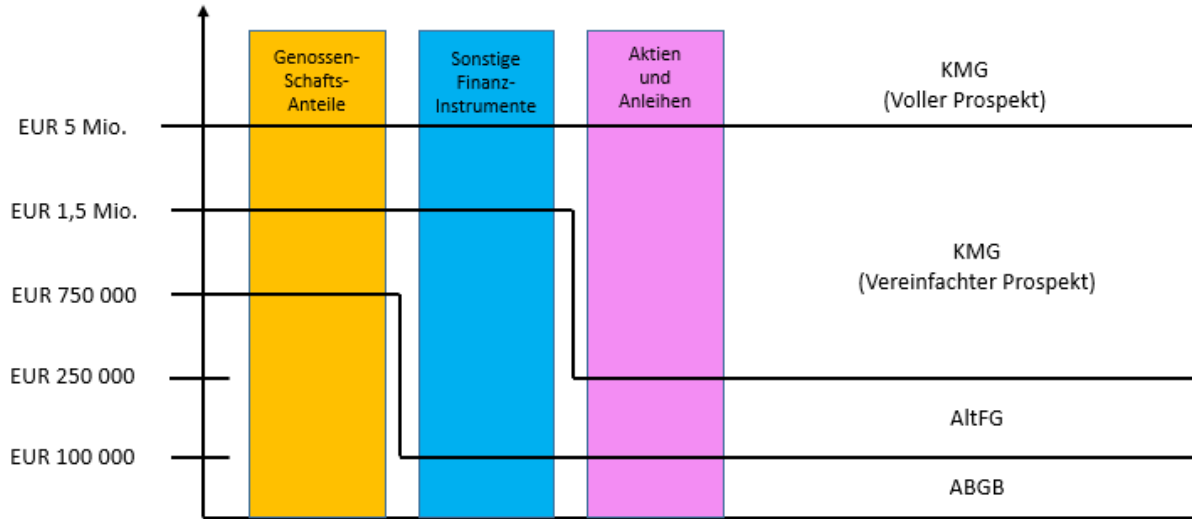 Genossen-
Schafts-
Anteile
Sonstige
Finanz-
Instrumente
Aktien
und
Anleihen
KMG
(Voller Prospekt)
EUR 5 Mio.
EUR 1,5 Mio.
KMG
(Vereinfachter Prospekt)
EUR 750 000
EUR 250 000
AltFG
EUR 100 000
ABGB